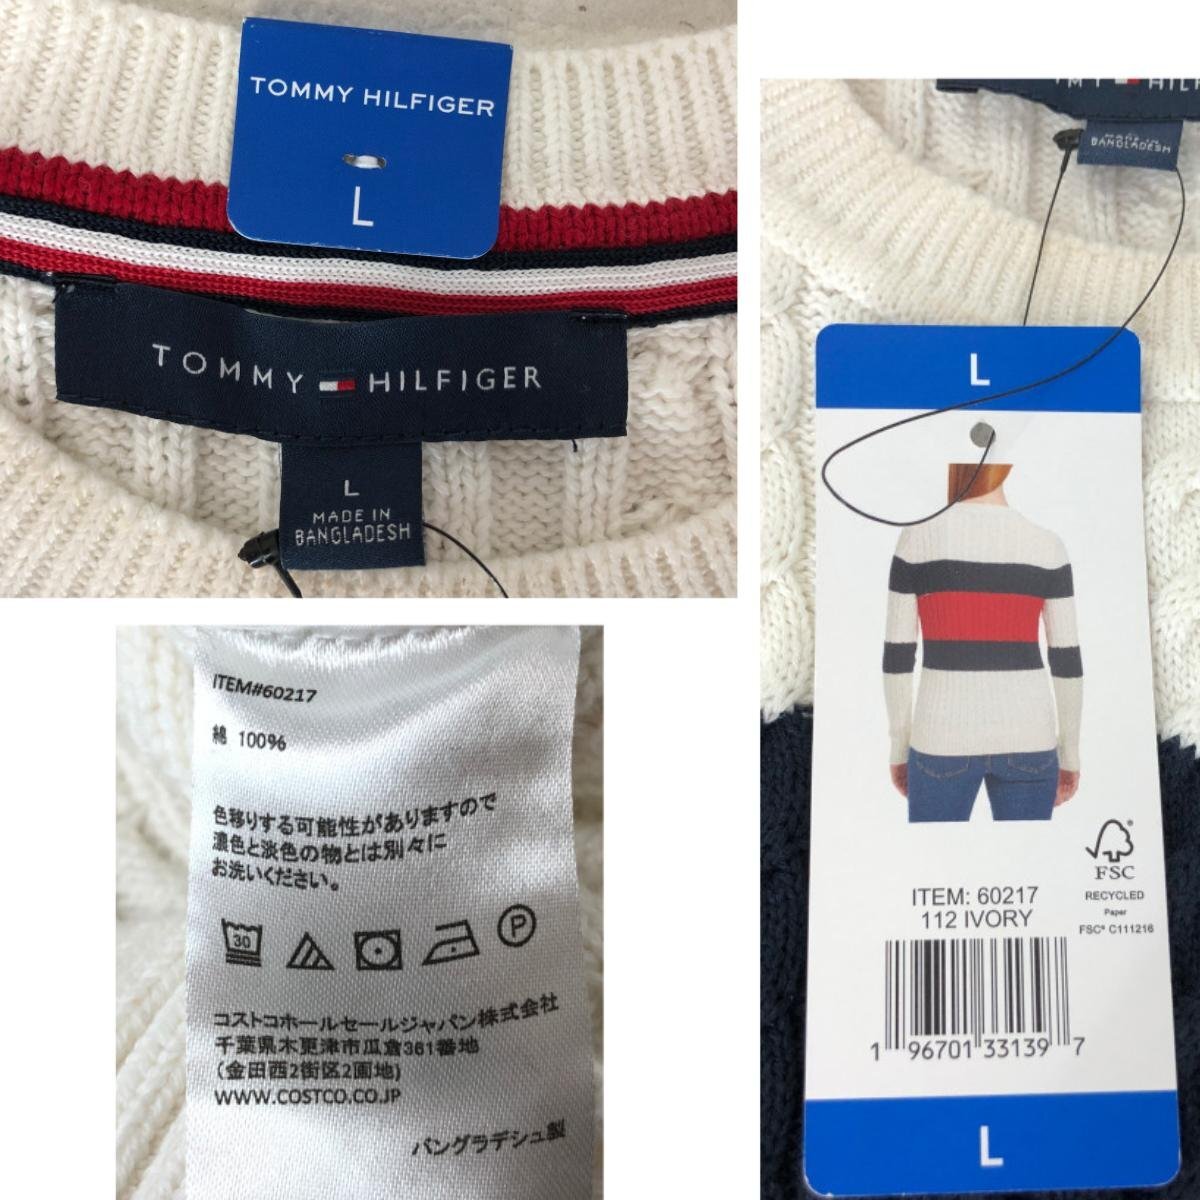 TOMMY HILFIGER
L
TOMMY HILFIGER
L
MADE IN
BANGLADESH
ITEM#60217
綿 100%
色移りする可能性がありますので
濃色と淡色の物とは別々に
お洗いください。
30
P
コストコホールセールジャパン株式会社
千葉県木更津市瓜倉361番地
(金田西2街区2画地)
WWW.COSTCO.CO.JP
バングラデシュ製
MADE IN
BANGLADESH
L
FSC
RECYCLED
Paper
FSC® C111216
ITEM: 60217
112 IVORY
1 96701 33139 7
L